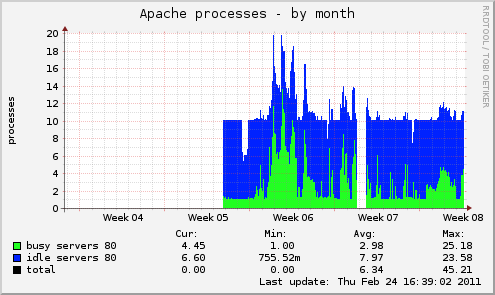 Apache processes - by month
RRDTOOL / TOBI OETIKER
processes
20
18
16
14
12
10
8
6
4
2
0
Week 04 Week 05 Week 06 Week 07 Week 08
Cur: Min: Avg: Max:
busy servers 80 4.45 1.00 2.98 25.18
idle servers 80 6.60 755.52m 7.97 23.58
total 0.00 0.00 6.34 45.21
Last update: Thu Feb 24 16:39:02 2011